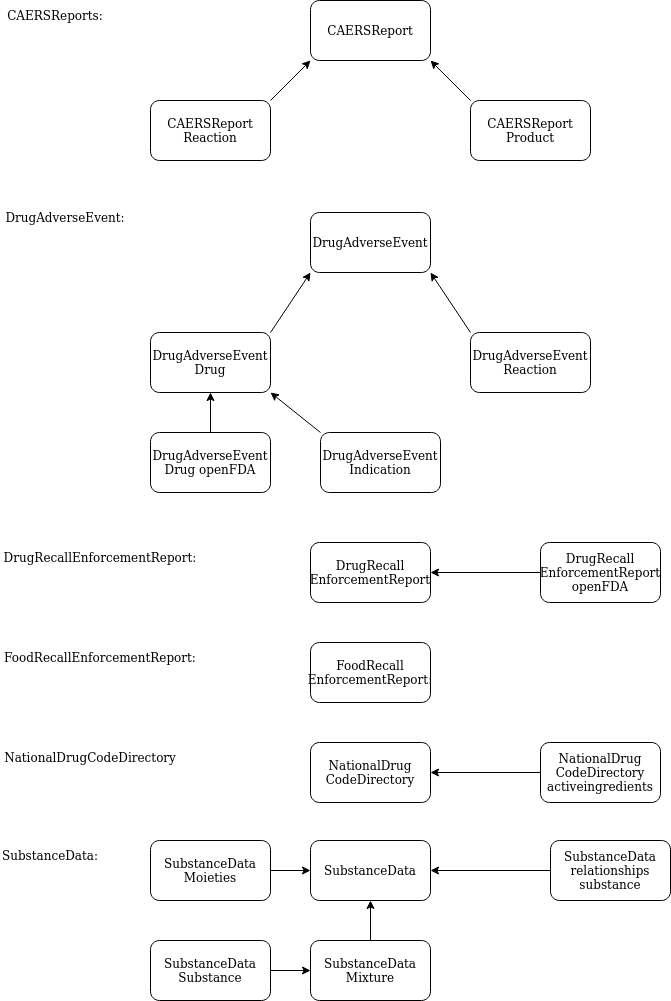 CAERSReports:
CAERSReport
CAERSReport
Reaction
CAERSReport
Product
DrugAdverseEvent:
DrugAdverseEvent
DrugAdverseEvent
Drug
DrugAdverseEvent
Reaction
DrugAdverseEvent
Drug openFDA
DrugAdverseEvent
Indication
DrugRecallEnforcementReport:
DrugRecall
EnforcementReport
DrugRecall
EnforcementReport
openFDA
FoodRecallEnforcementReport:
FoodRecall
EnforcementReport:
NationalDrugCodeDirectory
NationalDrug
CodeDirectory
NationalDrug
CodeDirectory
activeingredients
SubstanceData:
SubstanceData
Moieties
SubstanceData
SubstanceData
relationships
substance
SubstanceData
Substance
SubstanceData
Mixture